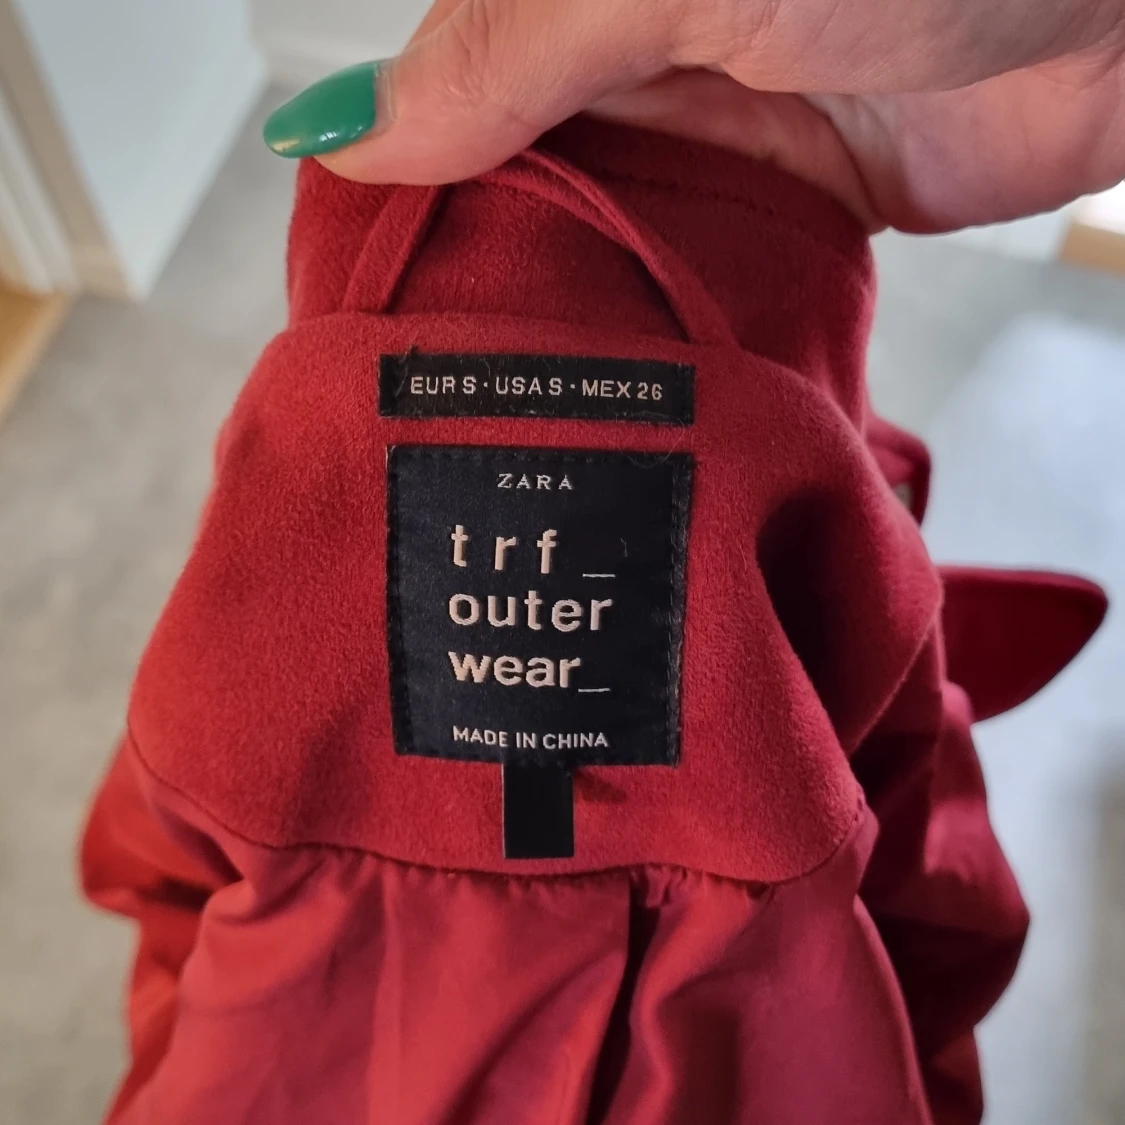 EUR S · USA S · MEX 26
ZARA
trf_
outer
wear_
MADE IN CHINA